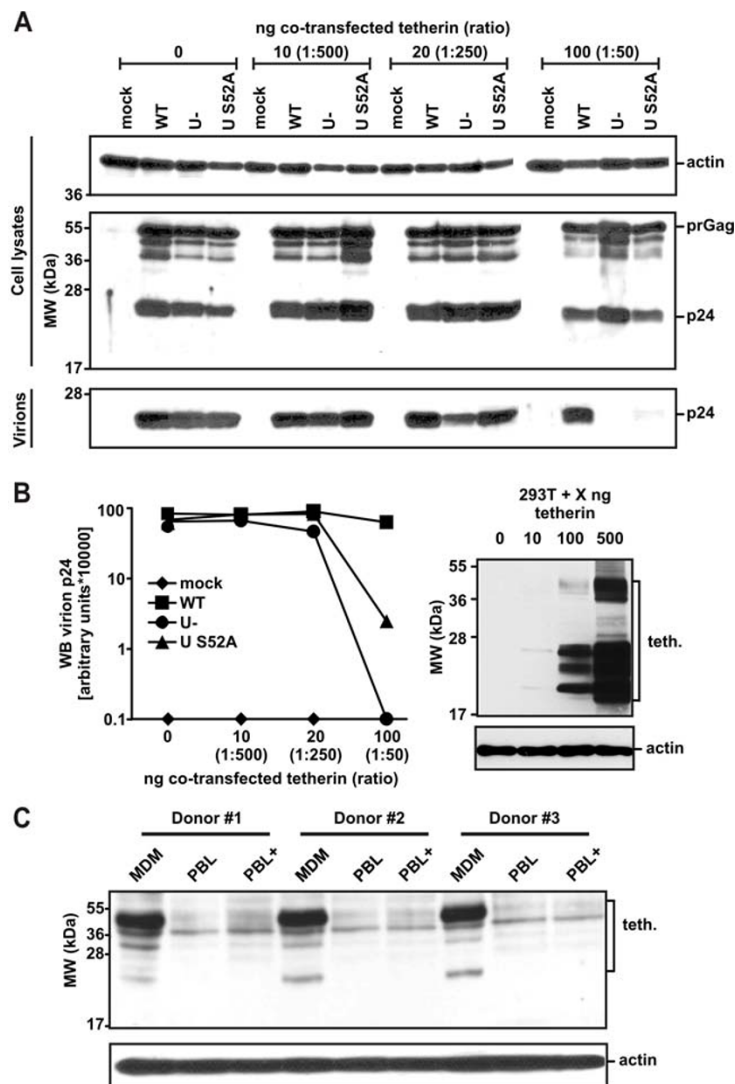 A
ng co-transfected tetherin (ratio)
0 10 (1:500) 20 (1:250) 100 (1:50)
mock WT U- U S52A mock WT U- U S52A mock WT U- U S52A mock WT U- U S52A
Cell lysates
MW (kDa)
actin
36
55
36
28
17
prGag
p24
Virions
28
p24
B
WB virion p24
[arbitrary units*10000]
100
10
1
0.1
mock
WT
U-
U S52A
0 10 20 100
(1:500) (1:250) (1:50)
ng co-transfected tetherin (ratio)
293T + X ng
tetherin
0 10 100 500
MW (kDa)
55
36
28
17
teth.
actin
C
Donor #1 Donor #2 Donor #3
MDM PBL PBL+ MDM PBL PBL+ MDM PBL PBL+
MW (kDa)
55
36
28
17
teth.
actin